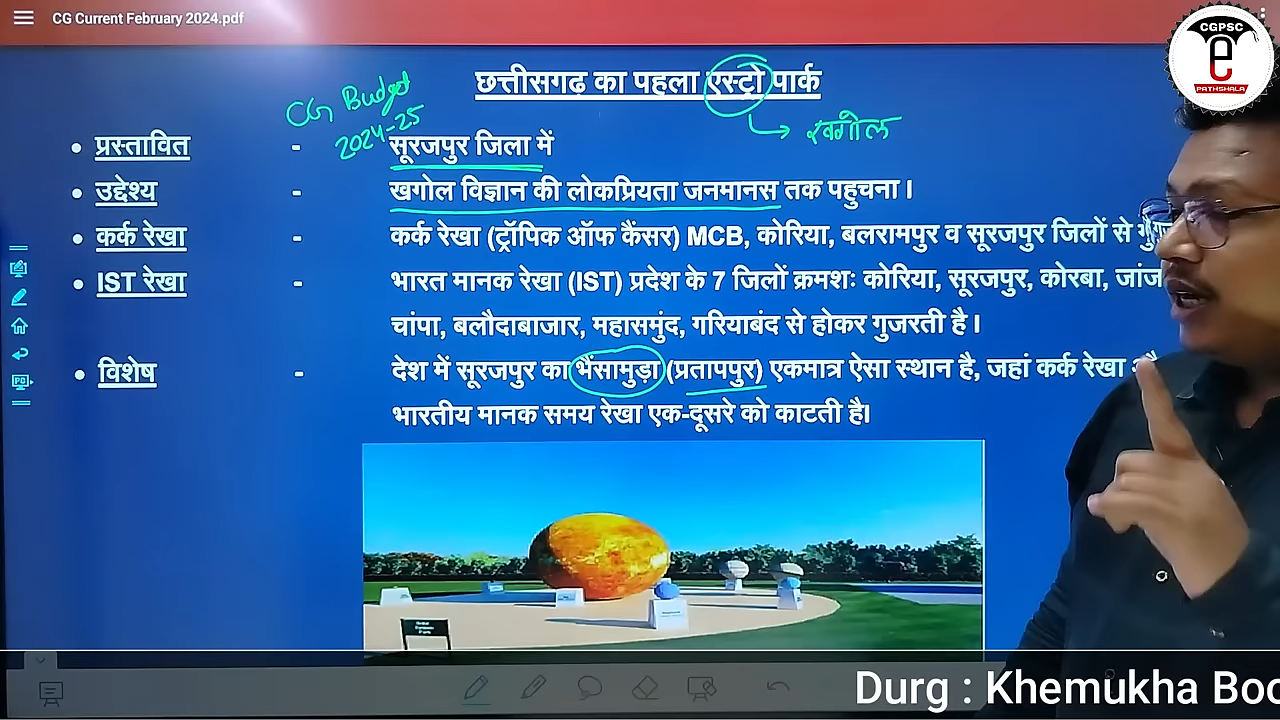 CG Current February 2024.pdf
CGPSC
e
PATHSHALA
छत्तीसगढ का पहला एस्ट्रो पार्क
CG Budget
2024-25
खगोल
• प्रस्तावित - सूरजपुर जिला में
• उद्देश्य - खगोल विज्ञान की लोकप्रियता जनमानस तक पहुचना ।
• कर्क रेखा - कर्क रेखा (ट्रॉपिक ऑफ कैंसर) MCB, कोरिया, बलरामपुर व सूरजपुर जिलों से
• IST रेखा - भारत मानक रेखा (IST) प्रदेश के 7 जिलों क्रमशः कोरिया, सूरजपुर, कोरबा, जांज
चांपा, बलौदाबाजार, महासमुंद, गरियाबंद से होकर गुजरती है ।
• विशेष - देश में सूरजपुर का भैंसामुड़ा (प्रतापपुर) एकमात्र ऐसा स्थान है, जहां कर्क रेखा
भारतीय मानक समय रेखा एक-दूसरे को काटती है।
Durg : Khemukha Boo